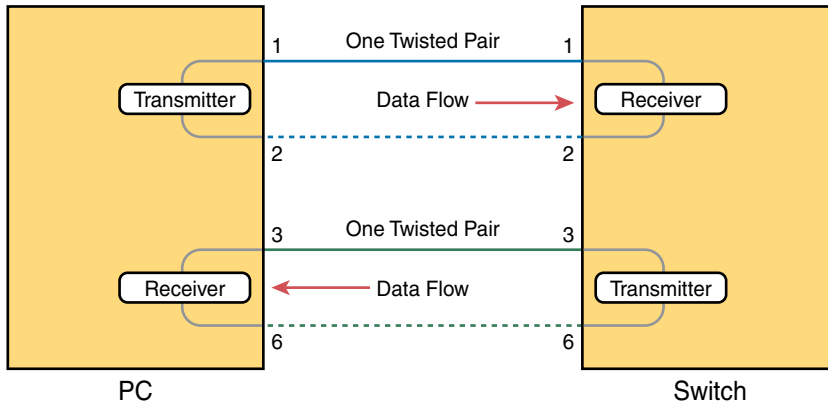 1 One Twisted Pair 1
Transmitter Data Flow Receiver
2 2
3 One Twisted Pair 3
Receiver Data Flow Transmitter
6 6
PC Switch